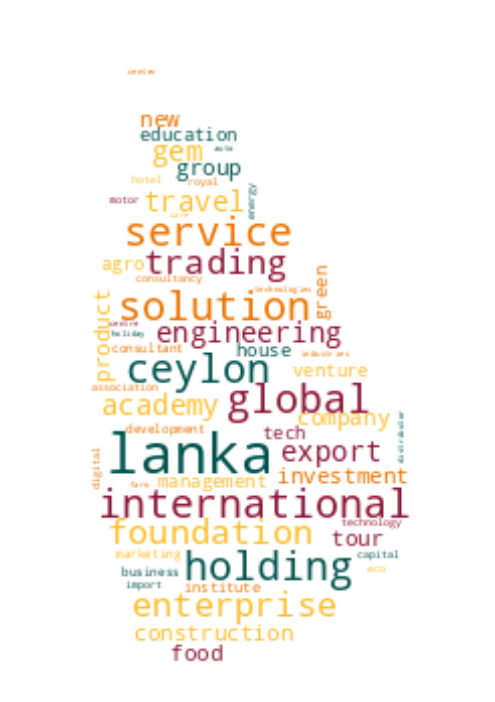 center
new
education
gem
auto
group
hotel
royal
motor
travel
energy
care
service
trading
agro
consultancy
technologies
green
product
solution
centre
holiday
engineering
consultant
house
industries
ceylon
venture
association
academy
global
company
distributor
development
tech
lanka
export
digital
farm
management
investment
international
technology
foundation
tour
marketing
holding
capital
business
eco
import
institute
enterprise
construction
food